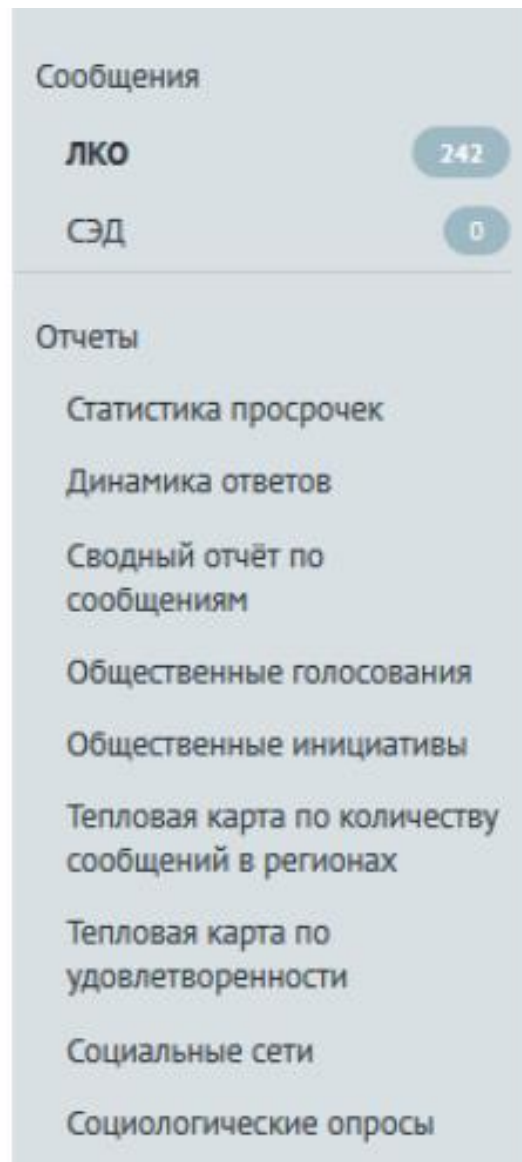 Сообщения
ЛКО 242
СЭД 0
Отчеты
Статистика просрочек
Динамика ответов
Сводный отчёт по
сообщениям
Общественные голосования
Общественные инициативы
Тепловая карта по количеству
сообщений в регионах
Тепловая карта по
удовлетворенности
Социальные сети
Социологические опросы